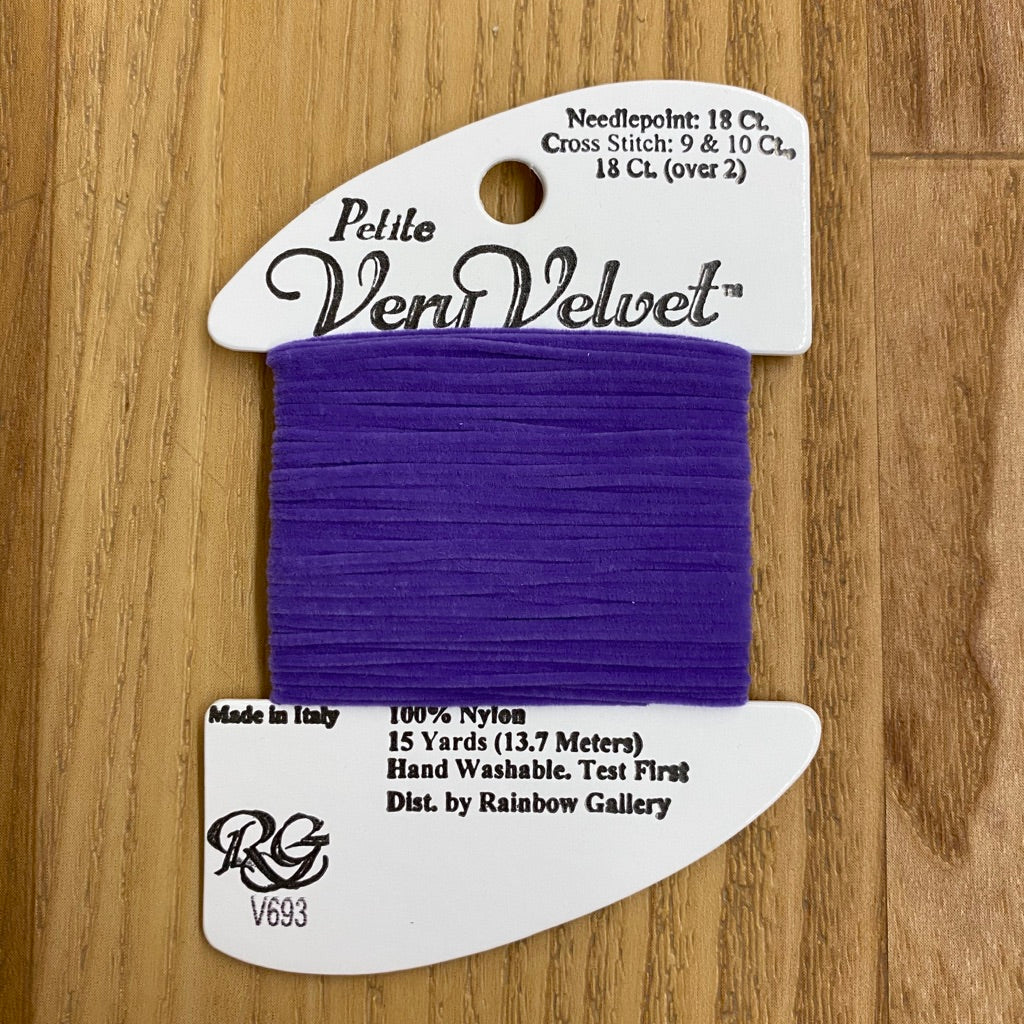 Needlepoint: 18 Ct.
Cross Stitch: 9 & 10 Ct.,
18 Ct. (over 2)
Petite
Very Velvet™
Made in Italy
100% Nylon
15 Yards (13.7 Meters)
Hand Washable. Test First
Dist. by Rainbow Gallery
RG
V693